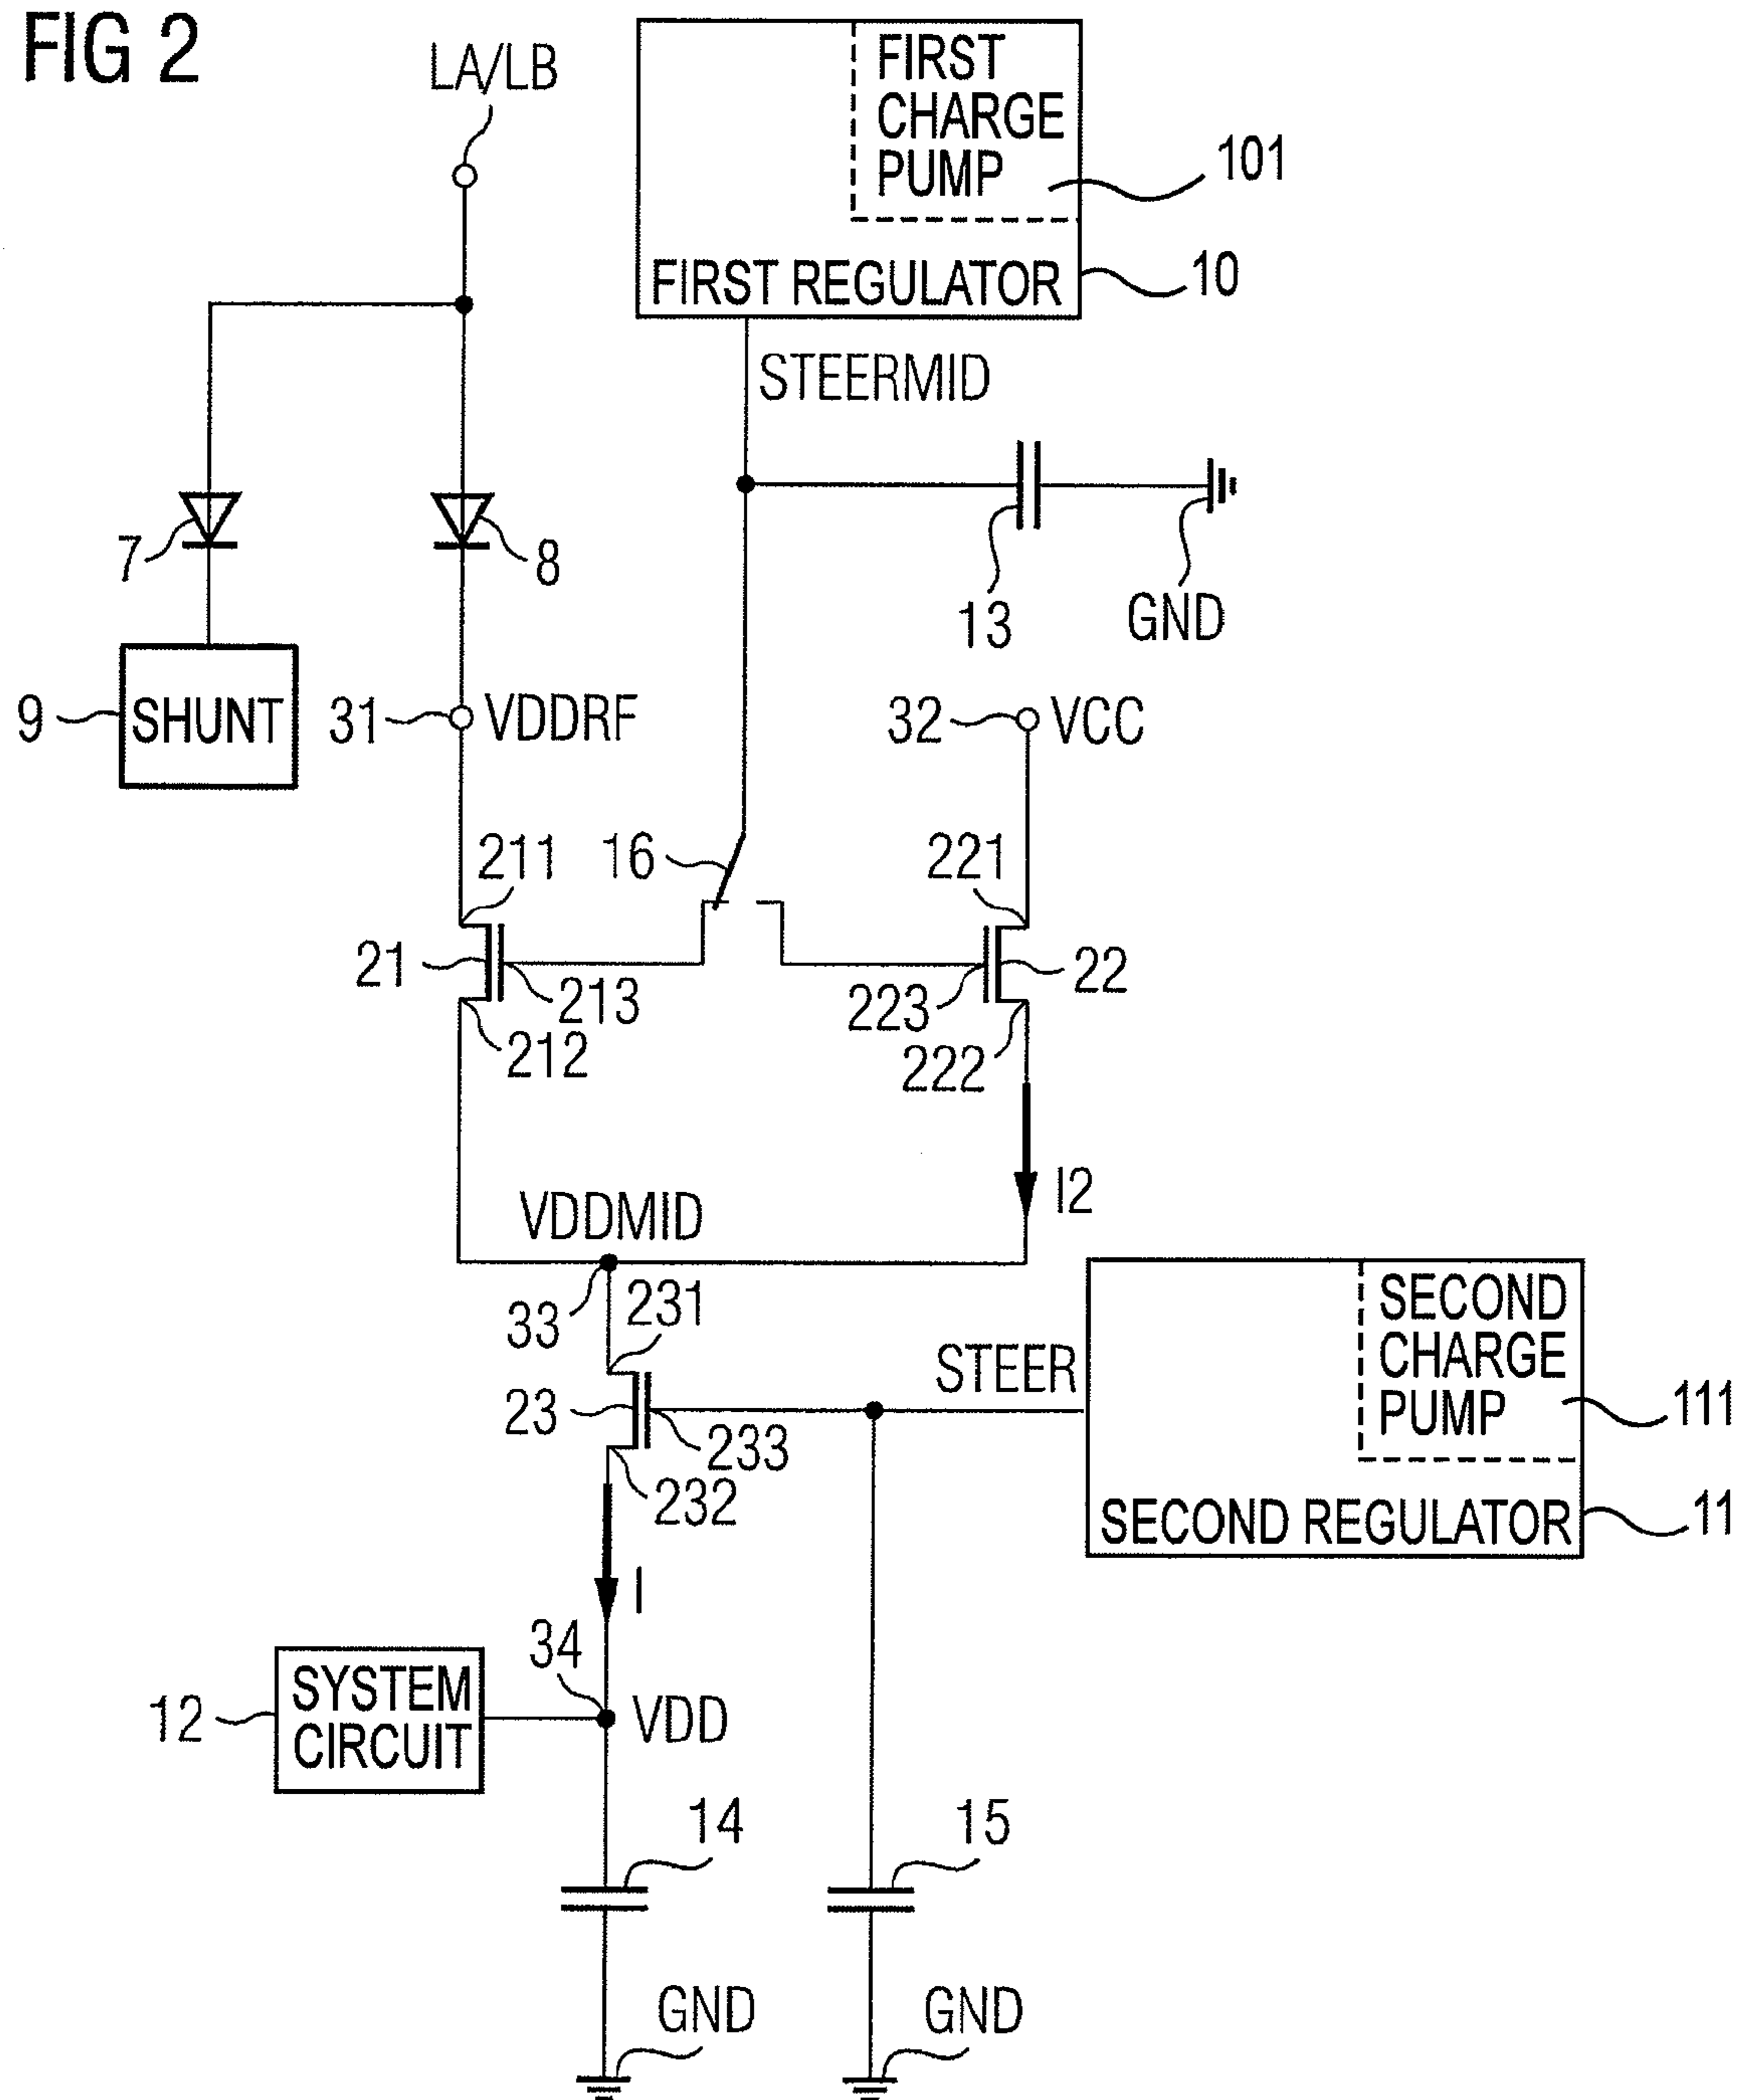 FIG 2
LA/LB
FIRST
CHARGE
PUMP
101
FIRST REGULATOR
10
STEERMID
7
8
13
GND
9
SHUNT
31
VDDRF
32
VCC
211
16
221
21
213
223
22
212
222
VDDMID
I2
33
231
SECOND
CHARGE
PUMP
STEER
111
23
233
232
SECOND REGULATOR
11
I
34
12
SYSTEM
CIRCUIT
VDD
14
15
GND
GND